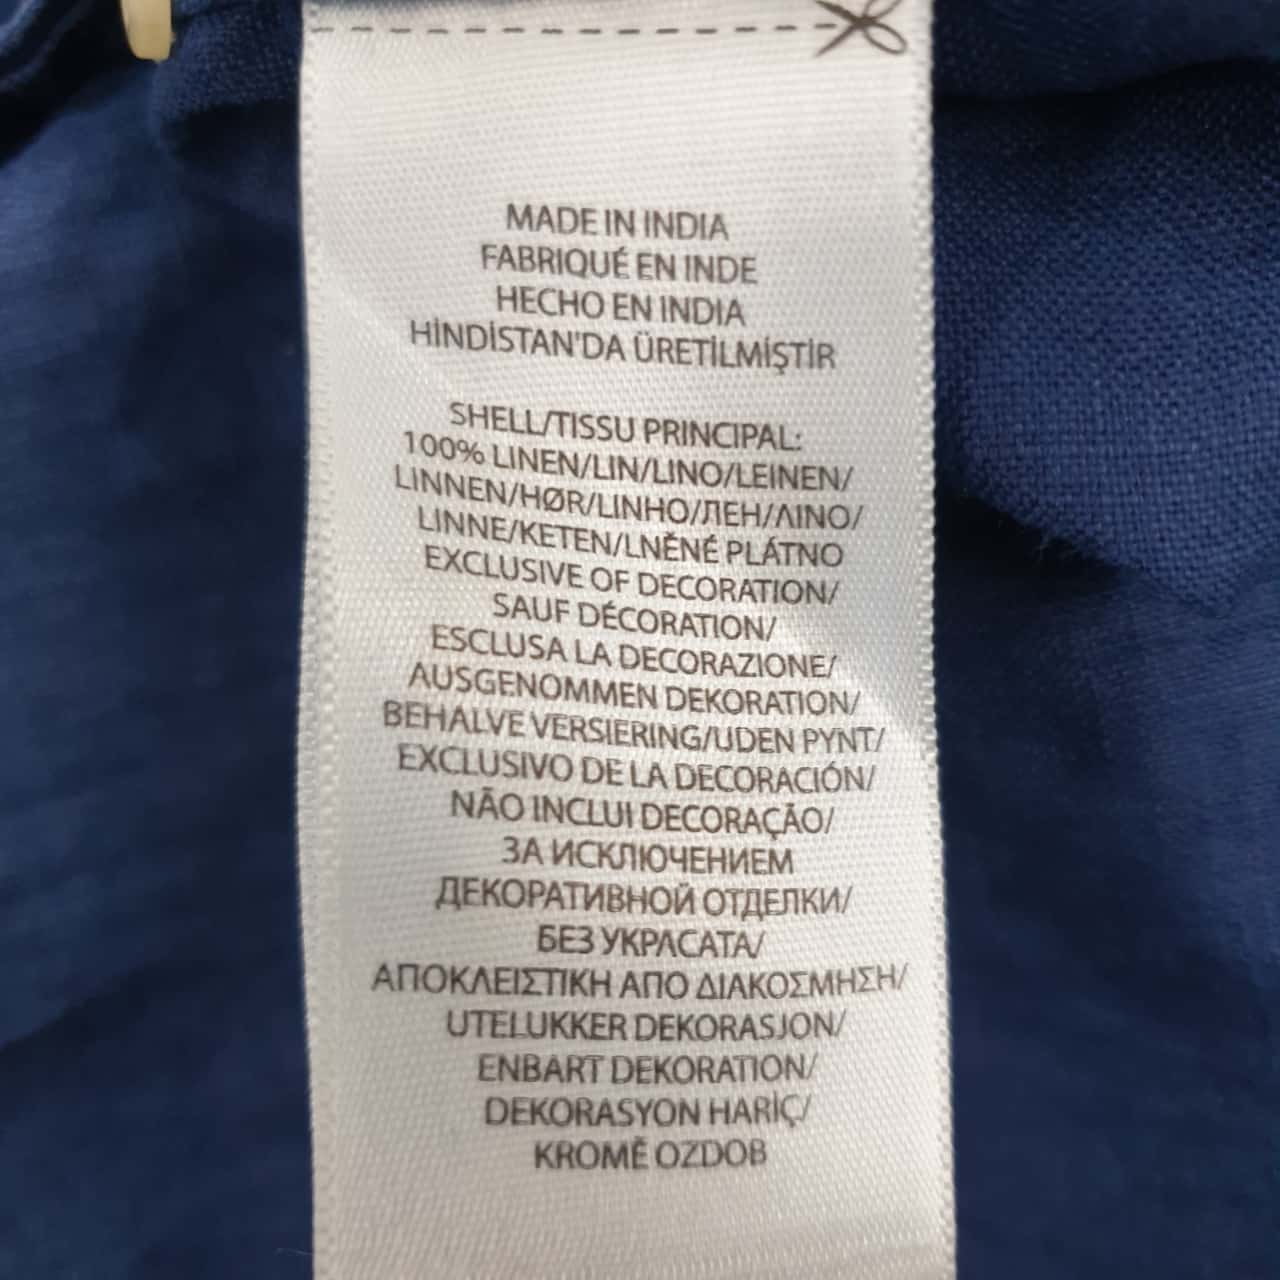 MADE IN INDIA
FABRIQUÉ EN INDE
HECHO EN INDIA
HİNDİSTAN'DA ÜRETİLMİŞTİR
SHELL/TISSU PRINCIPAL:
100% LINEN/LIN/LINO/LEINEN/
LINNEN/HØR/LINHO/ЛЕН/ΛΙΝΟ/
LINNE/KETEN/LNĚNÉ PLÁTNO
EXCLUSIVE OF DECORATION/
SAUF DÉCORATION/
ESCLUSA LA DECORAZIONE/
AUSGENOMMEN DEKORATION/
BEHALVE VERSIERING/UDEN PYNT/
EXCLUSIVO DE LA DECORACIÓN/
NÃO INCLUI DECORAÇÃO/
ЗА ИСКЛЮЧЕНИЕМ
ДЕКОРАТИВНОЙ ОТДЕЛКИ/
БЕЗ УКРАСАТА/
ΑΠΟΚΛΕΙΣΤΙΚΗ ΑΠΟ ΔΙΑΚΟΣΜΗΣΗ/
UTELUKKER DEKORASJON/
ENBART DEKORATION/
DEKORASYON HARİÇ/
KROMĚ OZDOB